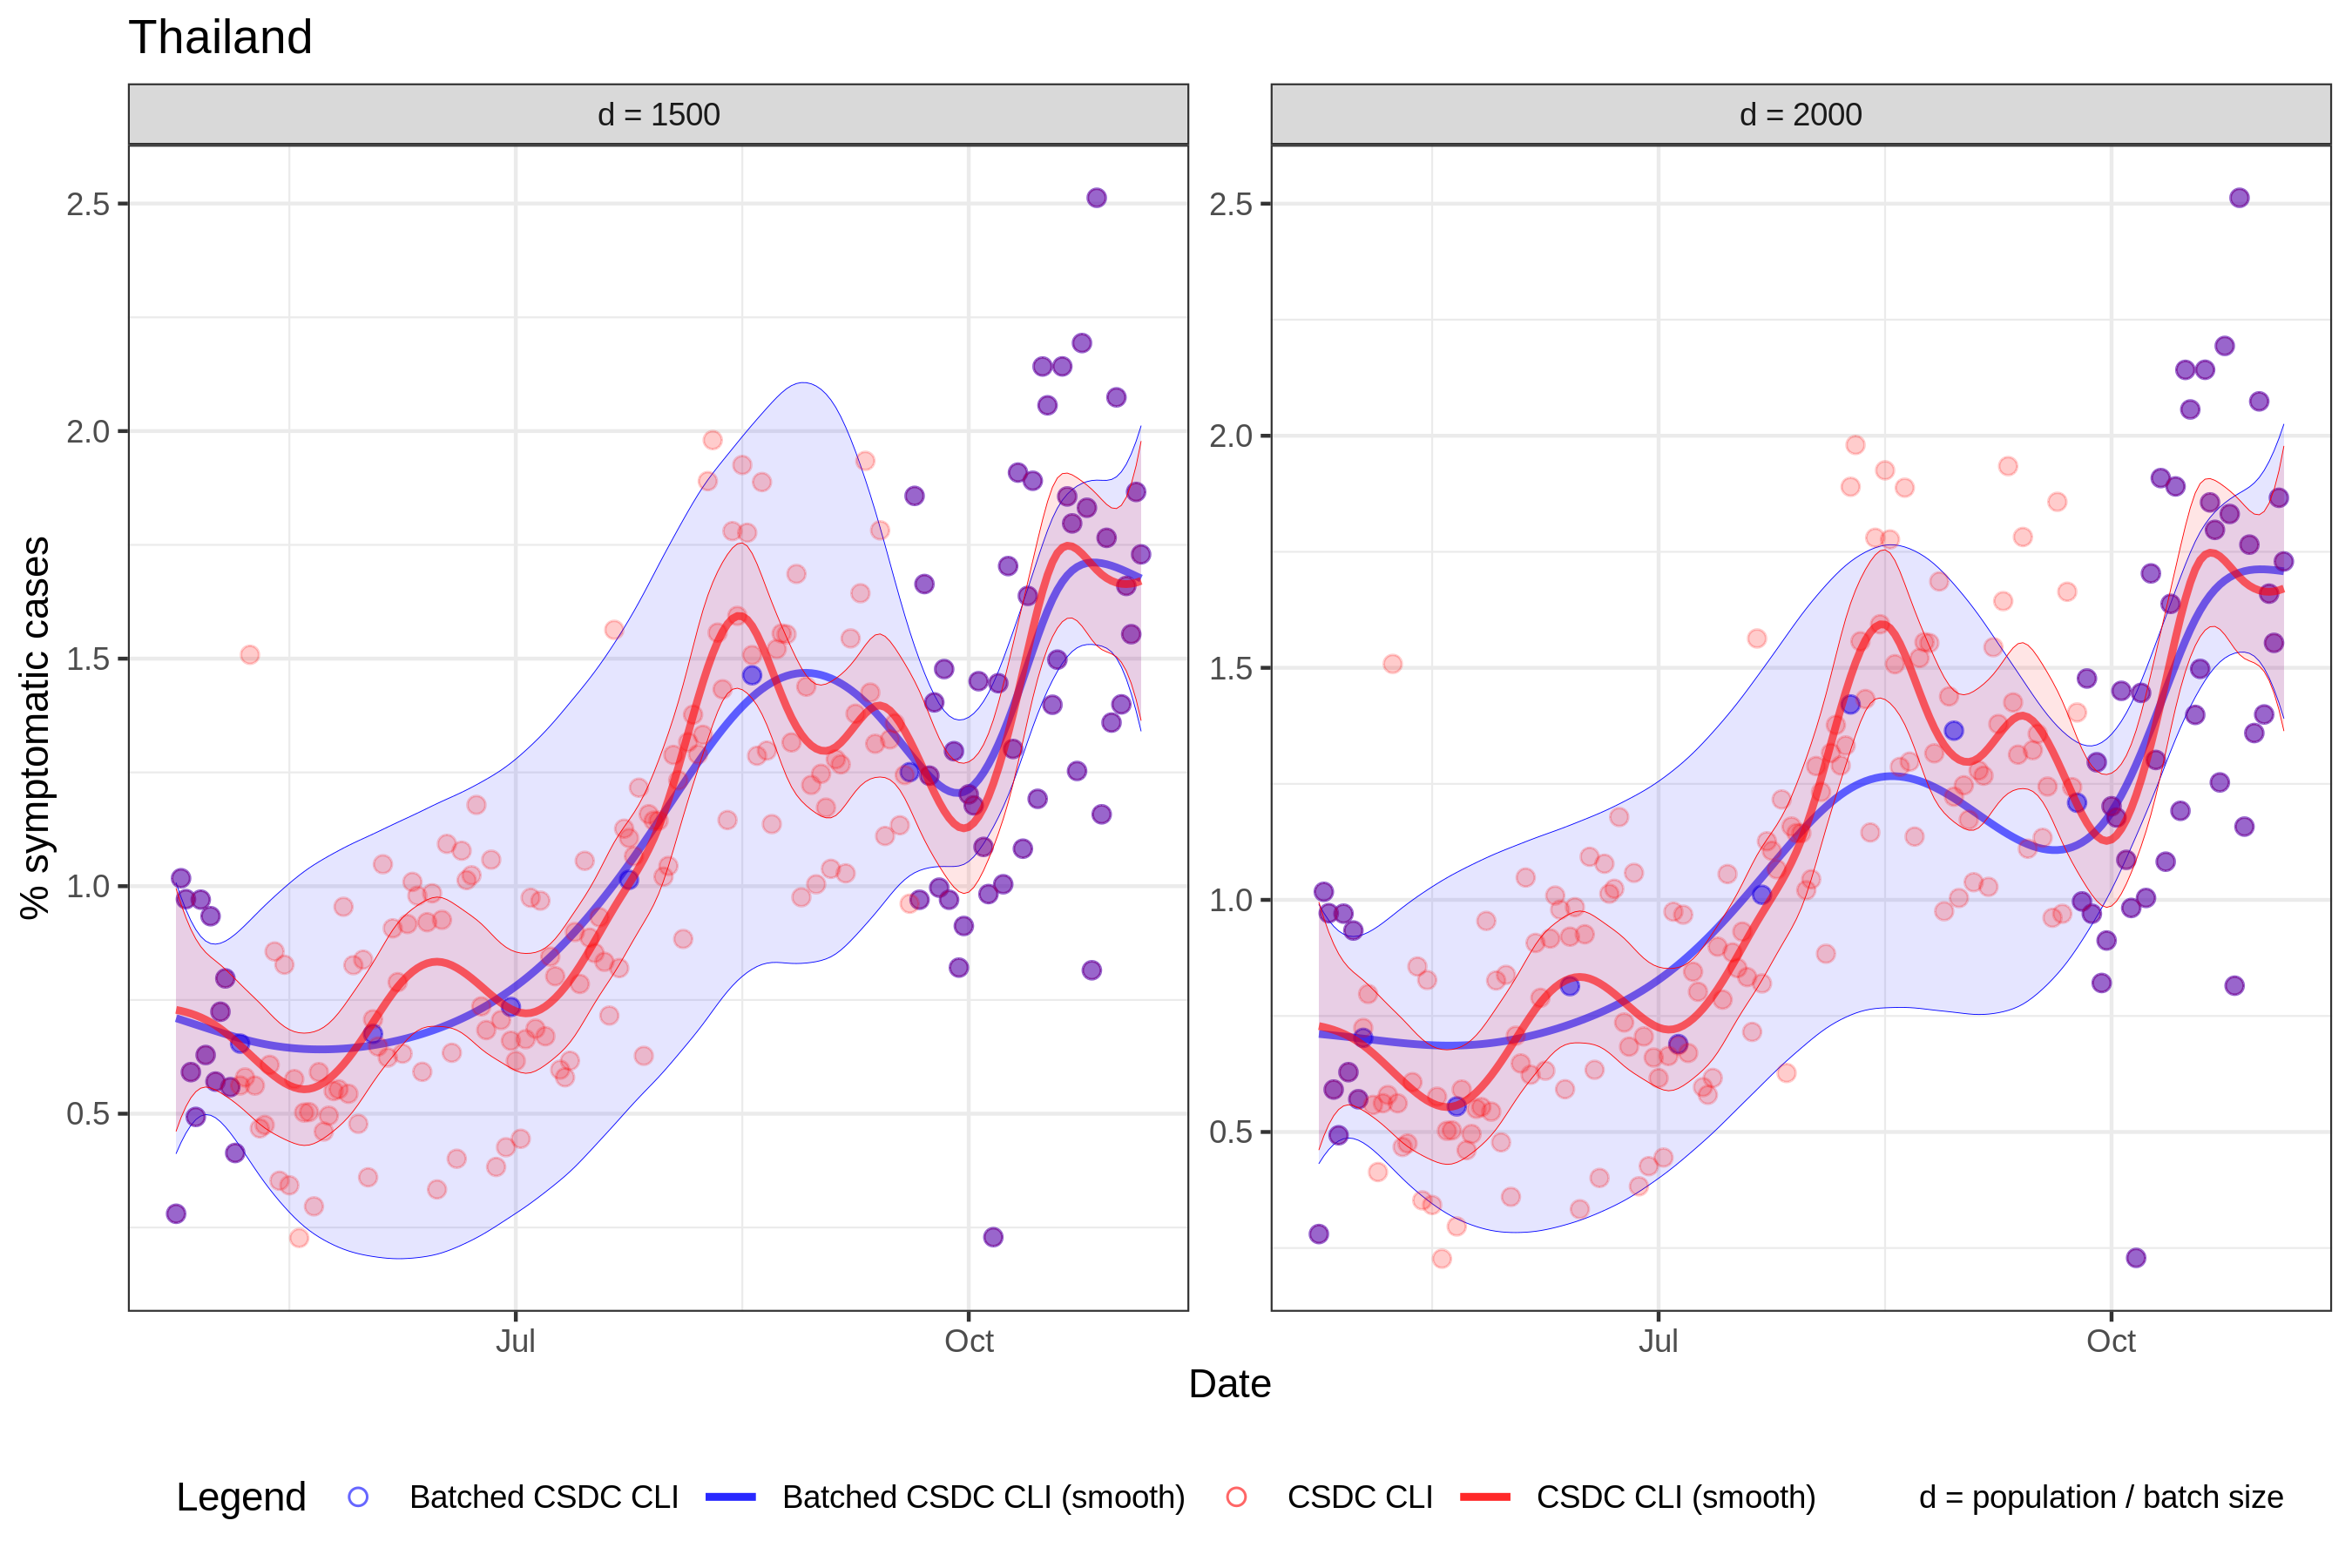 Thailand
d = 1500
d = 2000
% symptomatic cases
2.5
2.0
1.5
1.0
0.5
2.5
2.0
1.5
1.0
0.5
Jul
Oct
Jul
Oct
Date
Legend
Batched CSDC CLI
Batched CSDC CLI (smooth)
CSDC CLI
CSDC CLI (smooth)
d = population / batch size